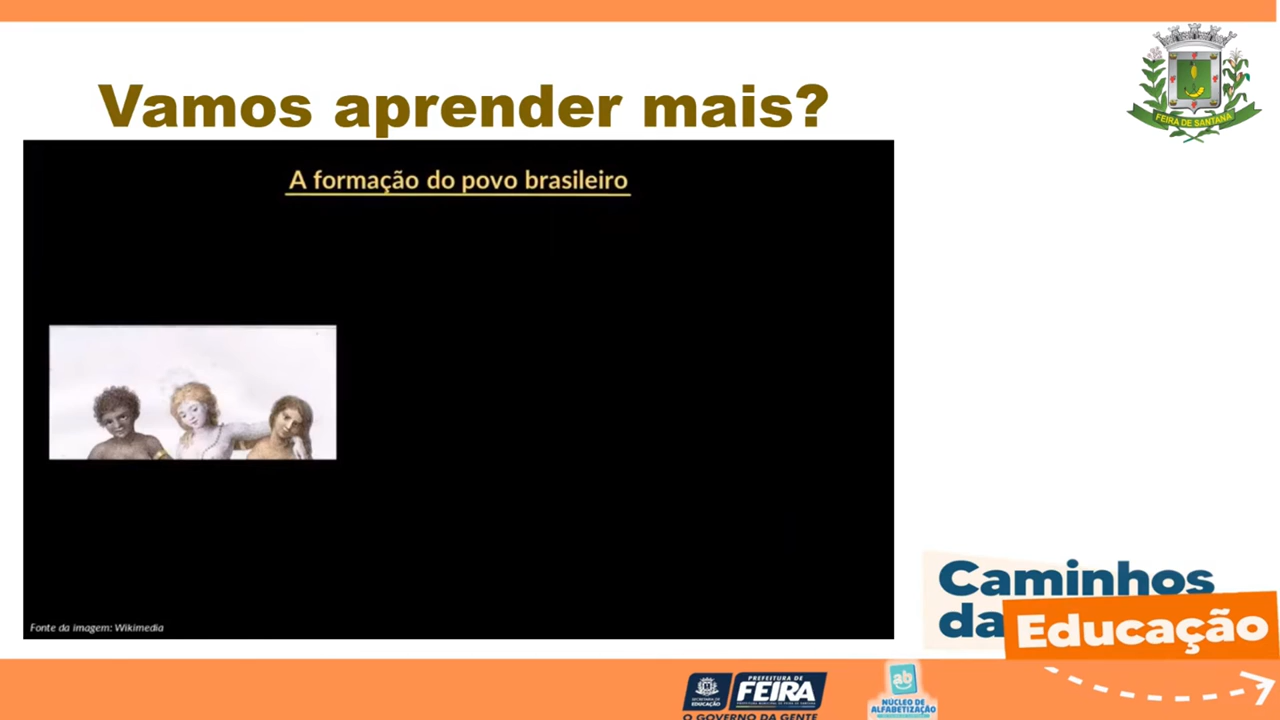 Vamos aprender mais?
FEIRA DE SANTANA
A formação do povo brasileiro
Fonte da imagem: Wikimedia
Caminhos
da Educação
SECRETARIA DE
EDUCAÇÃO
PREFEITURA DE
FEIRA
O GOVERNO DA GENTE
ab
NÚCLEO DE
ALFABETIZAÇÃO